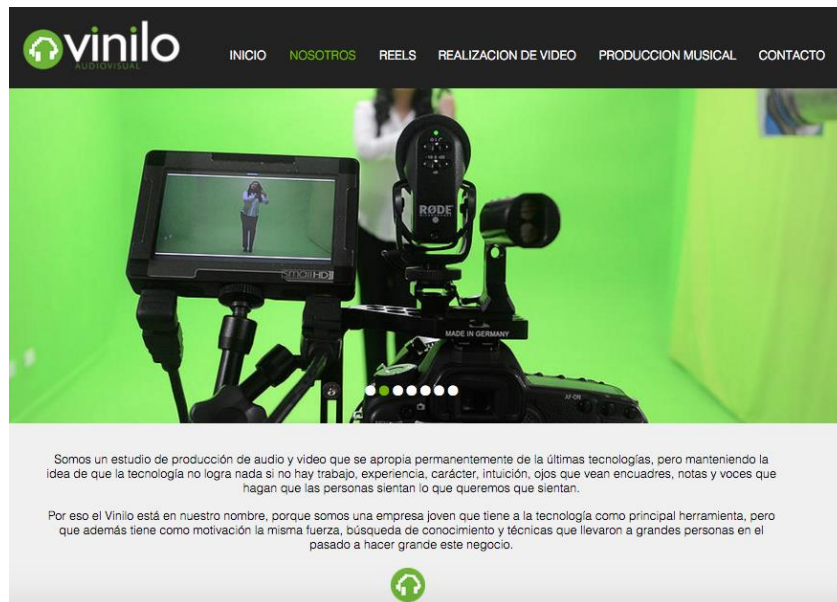 vinilo
AUDIOVISUAL
INICIO NOSOTROS REELS REALIZACION DE VIDEO PRODUCCION MUSICAL CONTACTO
RØDE
smallHD
MADE IN GERMANY
AF-ON
Somos un estudio de producción de audio y video que se apropia permanentemente de la últimas tecnologías, pero manteniendo la
idea de que la tecnología no logra nada si no hay trabajo, experiencia, carácter, intuición, ojos que vean encuadres, notas y voces que
hagan que las personas sientan lo que queremos que sientan.
Por eso el Vinilo está en nuestro nombre, porque somos una empresa joven que tiene a la tecnología como principal herramienta, pero
que además tiene como motivación la misma fuerza, búsqueda de conocimiento y técnicas que llevaron a grandes personas en el
pasado a hacer grande este negocio.